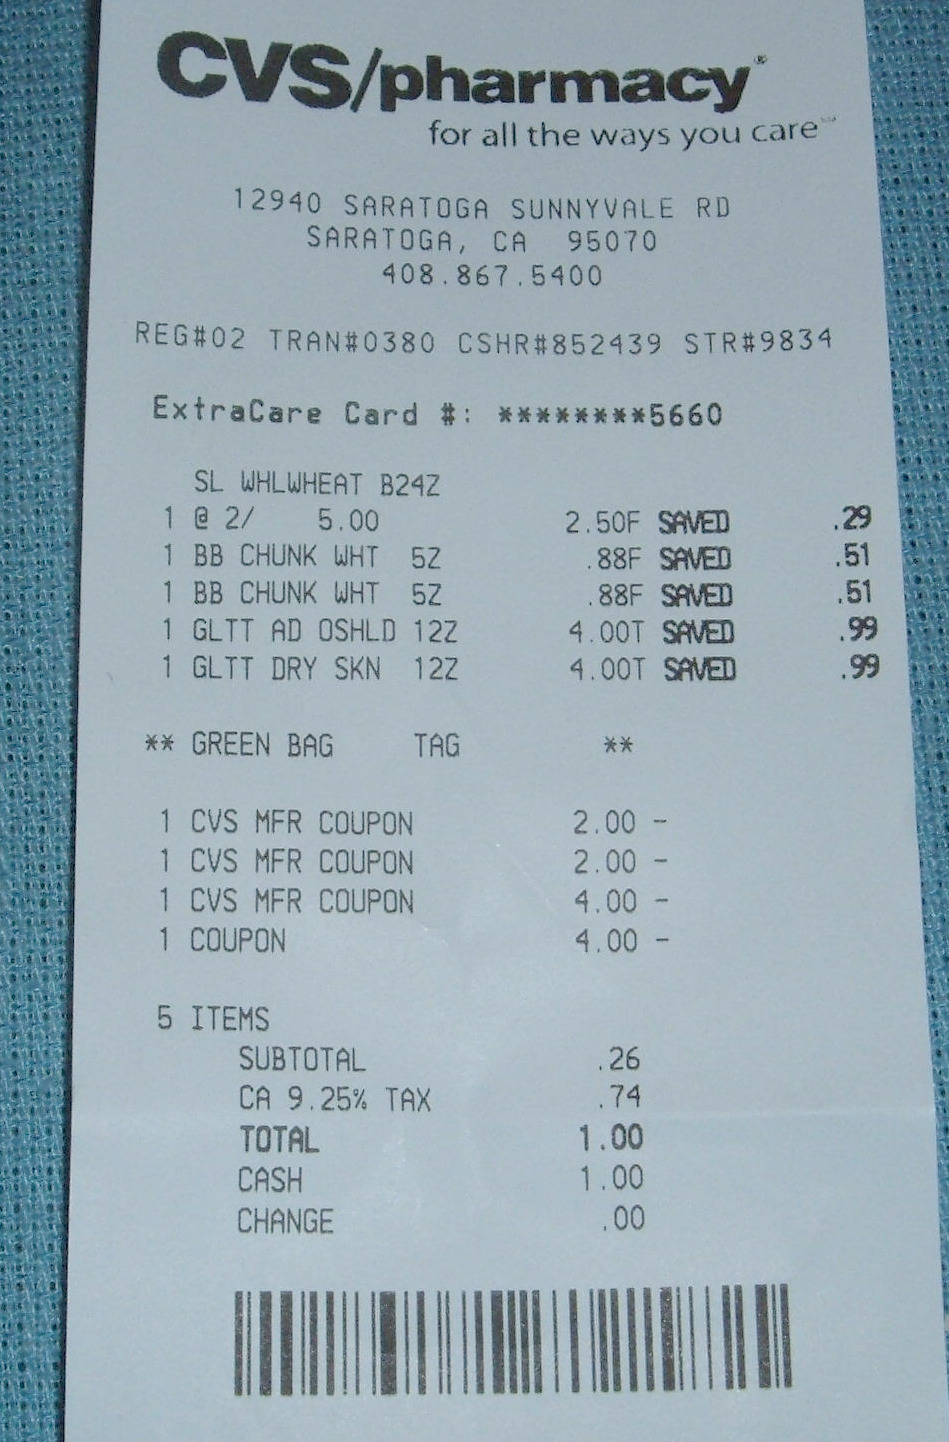 CVS/pharmacy®
for all the ways you care℠
12940 SARATOGA SUNNYVALE RD
SARATOGA, CA 95070
408.867.5400
REG#02 TRAN#0380 CSHR#852439 STR#9834
ExtraCare Card #: ********5660
SL WHLWHEAT B24Z
1 @ 2/ 5.00 2.50F SAVED .29
1 BB CHUNK WHT 5Z .88F SAVED .51
1 BB CHUNK WHT 5Z .88F SAVED .51
1 GLTT AD OSHLD 12Z 4.00T SAVED .99
1 GLTT DRY SKN 12Z 4.00T SAVED .99
** GREEN BAG TAG **
1 CVS MFR COUPON 2.00 -
1 CVS MFR COUPON 2.00 -
1 CVS MFR COUPON 4.00 -
1 COUPON 4.00 -
5 ITEMS
SUBTOTAL .26
CA 9.25% TAX .74
TOTAL 1.00
CASH 1.00
CHANGE .00